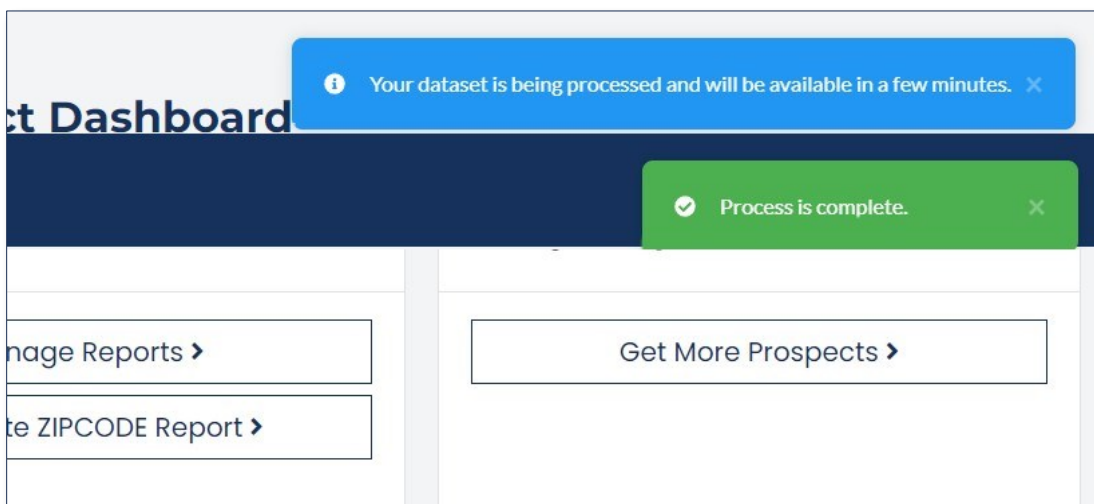 Your dataset is being processed and will be available in a few minutes.
ct Dashboard
Process is complete.
nage Reports
Get More Prospects
te ZIPCODE Report